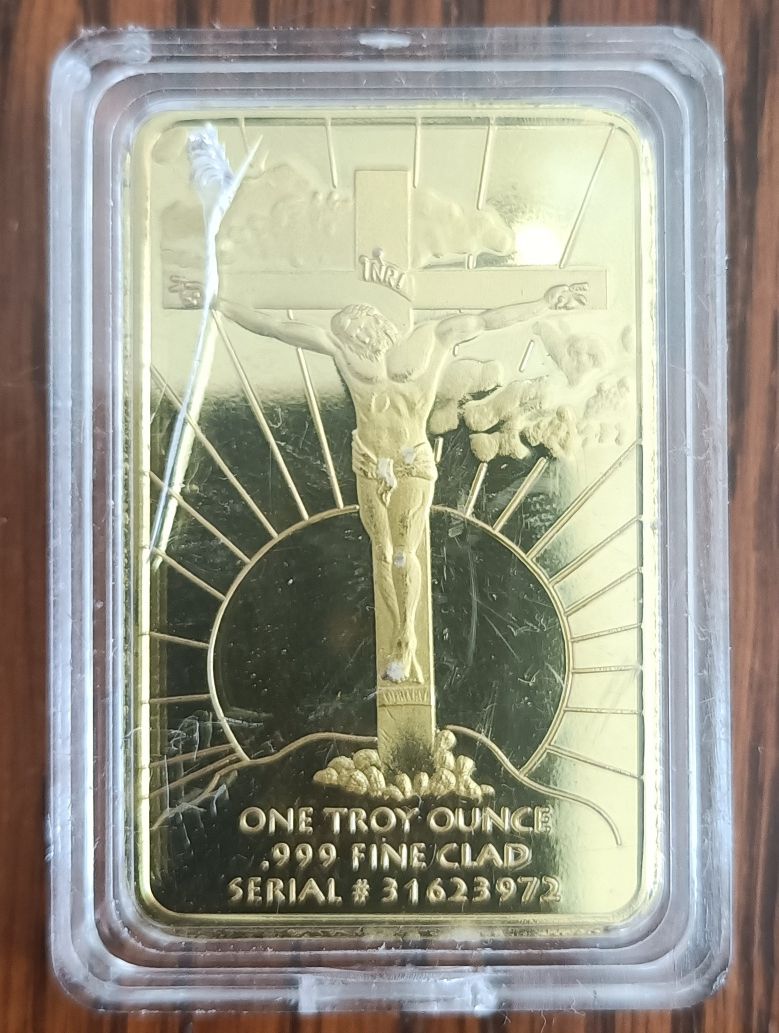 INRI
ONE TROY OUNCE
.999 FINE CLAD
SERIAL # 31623972